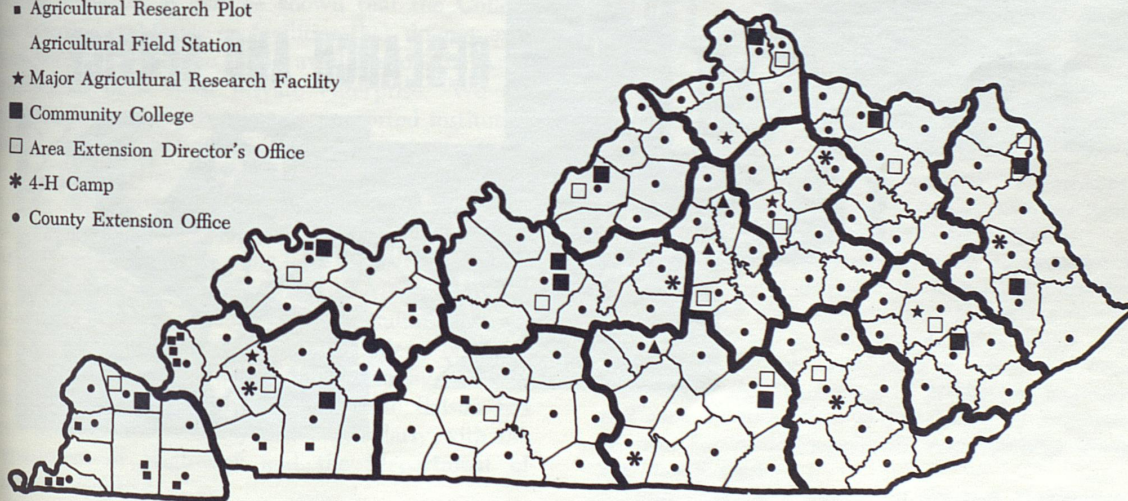 Agricultural Research Plot
Agricultural Field Station
Major Agricultural Research Facility
Community College
Area Extension Director's Office
4-H Camp
County Extension Office